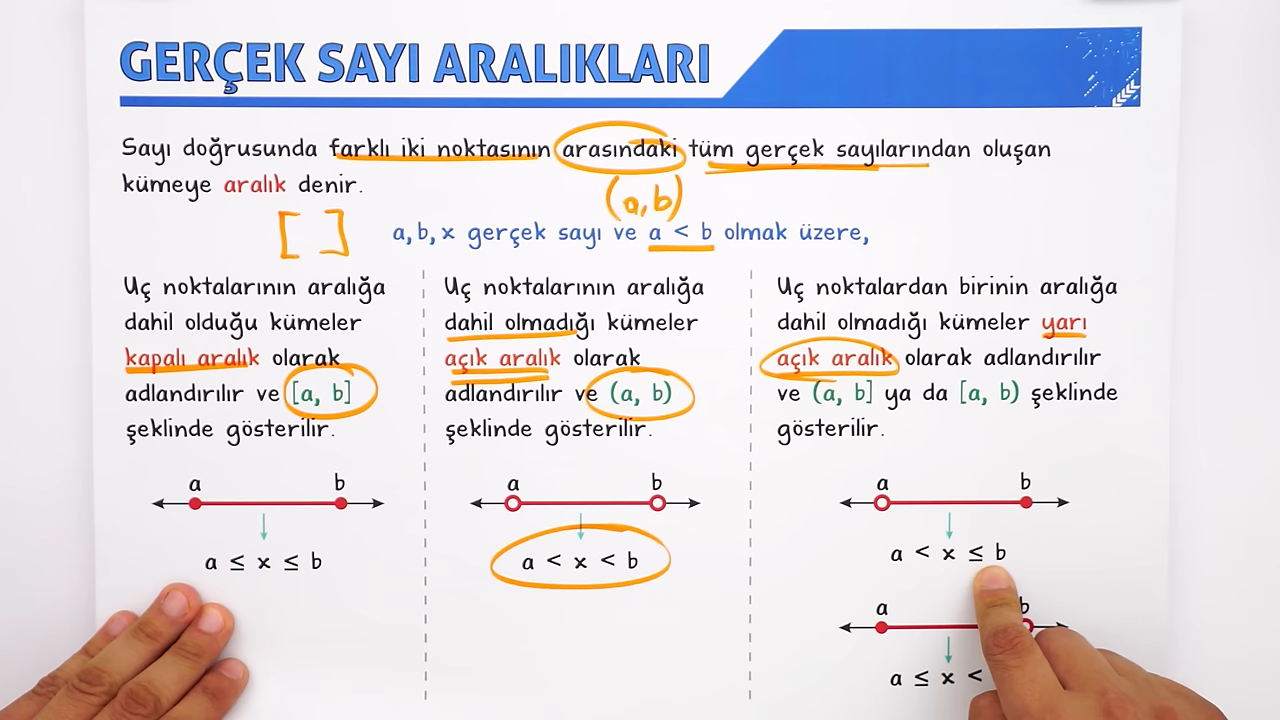 GERÇEK SAYI ARALIKLARI
Sayı doğrusunda farklı iki noktasının arasındaki tüm gerçek sayılarından oluşan
kümeye aralık denir.
(a,b)
[ ]
a, b, x gerçek sayı ve a < b olmak üzere,
Uç noktalarının aralığa
dahil olduğu kümeler
kapalı aralık olarak
adlandırılır ve [a, b]
şeklinde gösterilir.
a b
a ≤ x ≤ b
Uç noktalarının aralığa
dahil olmadığı kümeler
açık aralık olarak
adlandırılır ve (a, b)
şeklinde gösterilir.
a b
a < x < b
Uç noktalardan birinin aralığa
dahil olmadığı kümeler yarı
açık aralık olarak adlandırılır
ve (a, b] ya da [a, b) şeklinde
gösterilir.
a b
a < x ≤ b
a b
a ≤ x <